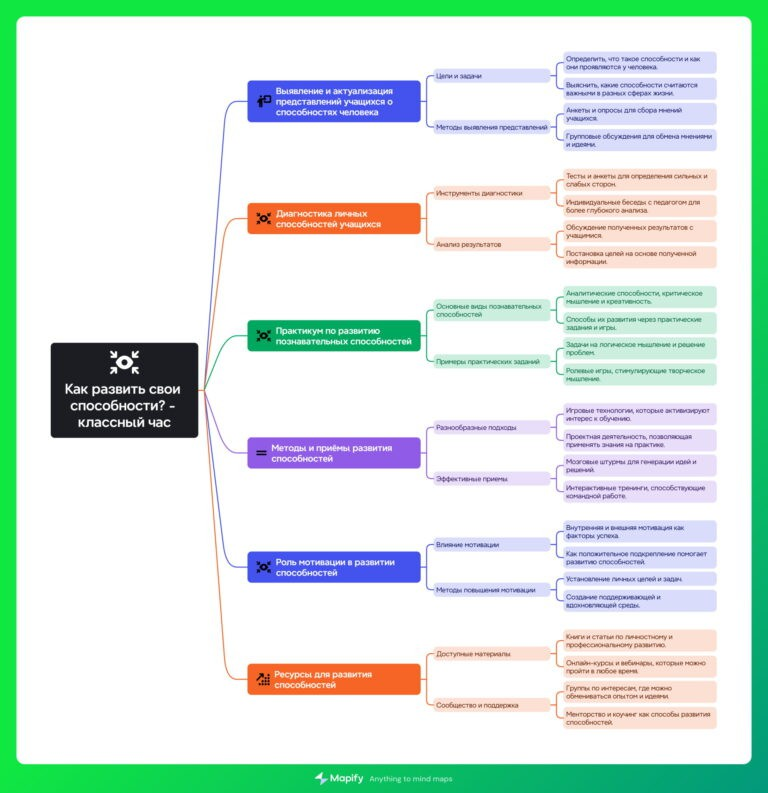 Как развить свои
способности? -
классный час
Выявление и актуализация
представлений учащихся о
способностях человека
Цели и задачи
Определить, что такое способности и как
они проявляются у человека.
Выяснить, какие способности считаются
важными в разных сферах жизни.
Методы выявления представлений
Анкеты и опросы для сбора мнений
учащихся.
Групповые обсуждения для обмена мнениями
и идеями.
Диагностика личных
способностей учащихся
Инструменты диагностики
Тесты и анкеты для определения сильных и
слабых сторон.
Индивидуальные беседы с педагогом для
более глубокого анализа.
Анализ результатов
Обсуждение полученных результатов с
учащимися.
Постановка целей на основе полученной
информации.
Практикум по развитию
познавательных способностей
Основные виды познавательных
способностей
Аналитические способности, критическое
мышление и креативность.
Способы их развития через практические
задания и игры.
Примеры практических заданий
Задачи на логическое мышление и решение
проблем.
Ролевые игры, стимулирующие творческое
мышление.
Методы и приёмы развития
способностей
Разнообразные подходы
Игровые технологии, которые активизируют
интерес к обучению.
Проектная деятельность, позволяющая
применять знания на практике.
Эффективные приемы
Мозговые штурмы для генерации идей и
решений.
Интерактивные тренинги, способствующие
командной работе.
Роль мотивации в развитии
способностей
Влияние мотивации
Внутренняя и внешняя мотивация как
факторы успеха.
Как положительное подкрепление помогает
развитию способностей.
Методы повышения мотивации
Установление личных целей и задач.
Создание поддерживающей и
вдохновляющей среды.
Ресурсы для развития
способностей
Доступные материалы
Книги и статьи по личностному и
профессиональному развитию.
Онлайн-курсы и вебинары, которые можно
пройти в любое время.
Сообщество и поддержка
Группы по интересам, где можно
обмениваться опытом и идеями.
Менторство и коучинг как способы развития
способностей.
Mapify Anything to mind maps